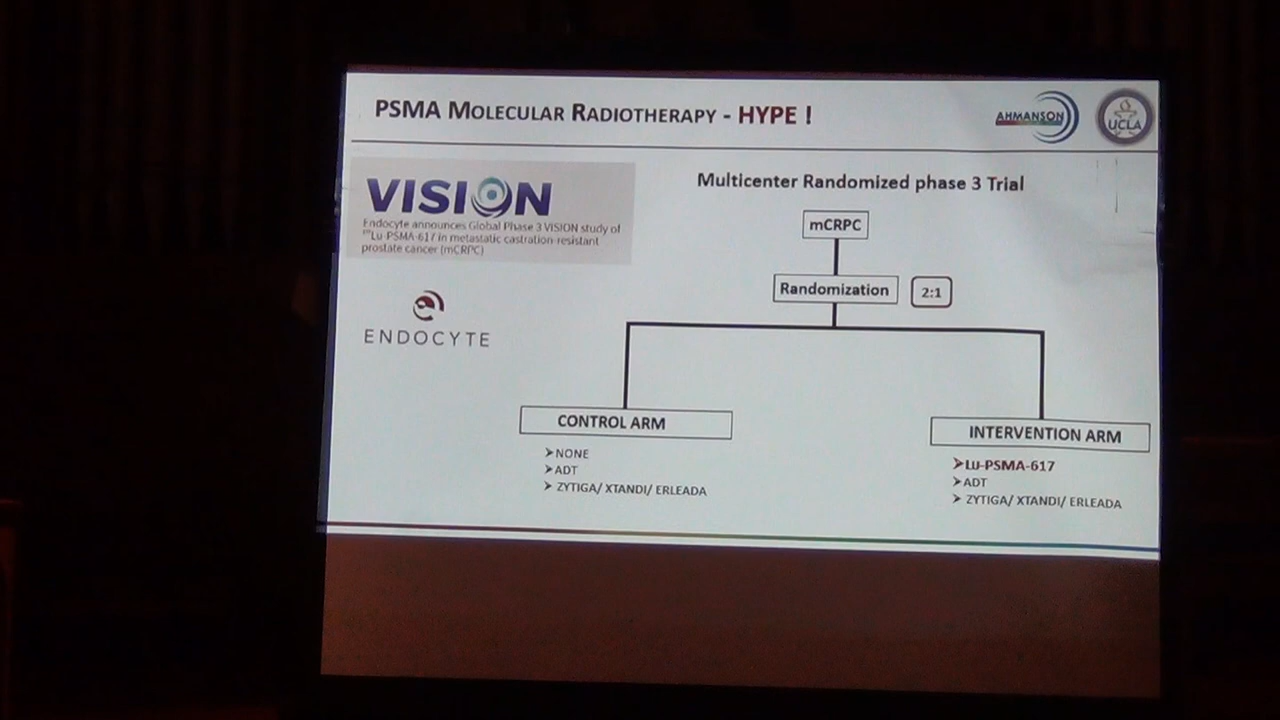 PSMA MOLECULAR RADIOTHERAPY - HYPE !
AHMANSON
UCLA
VISION
Endocyte announces Global Phase 3 VISION study of
¹⁷⁷Lu-PSMA-617 in metastatic castration-resistant
prostate cancer (mCRPC)
ENDOCYTE
Multicenter Randomized phase 3 Trial
mCRPC
Randomization
2:1
CONTROL ARM
➢NONE
➢ADT
➢ ZYTIGA/ XTANDI/ ERLEADA
INTERVENTION ARM
➢LU-PSMA-617
➢ADT
➢ ZYTIGA/ XTANDI/ ERLEADA